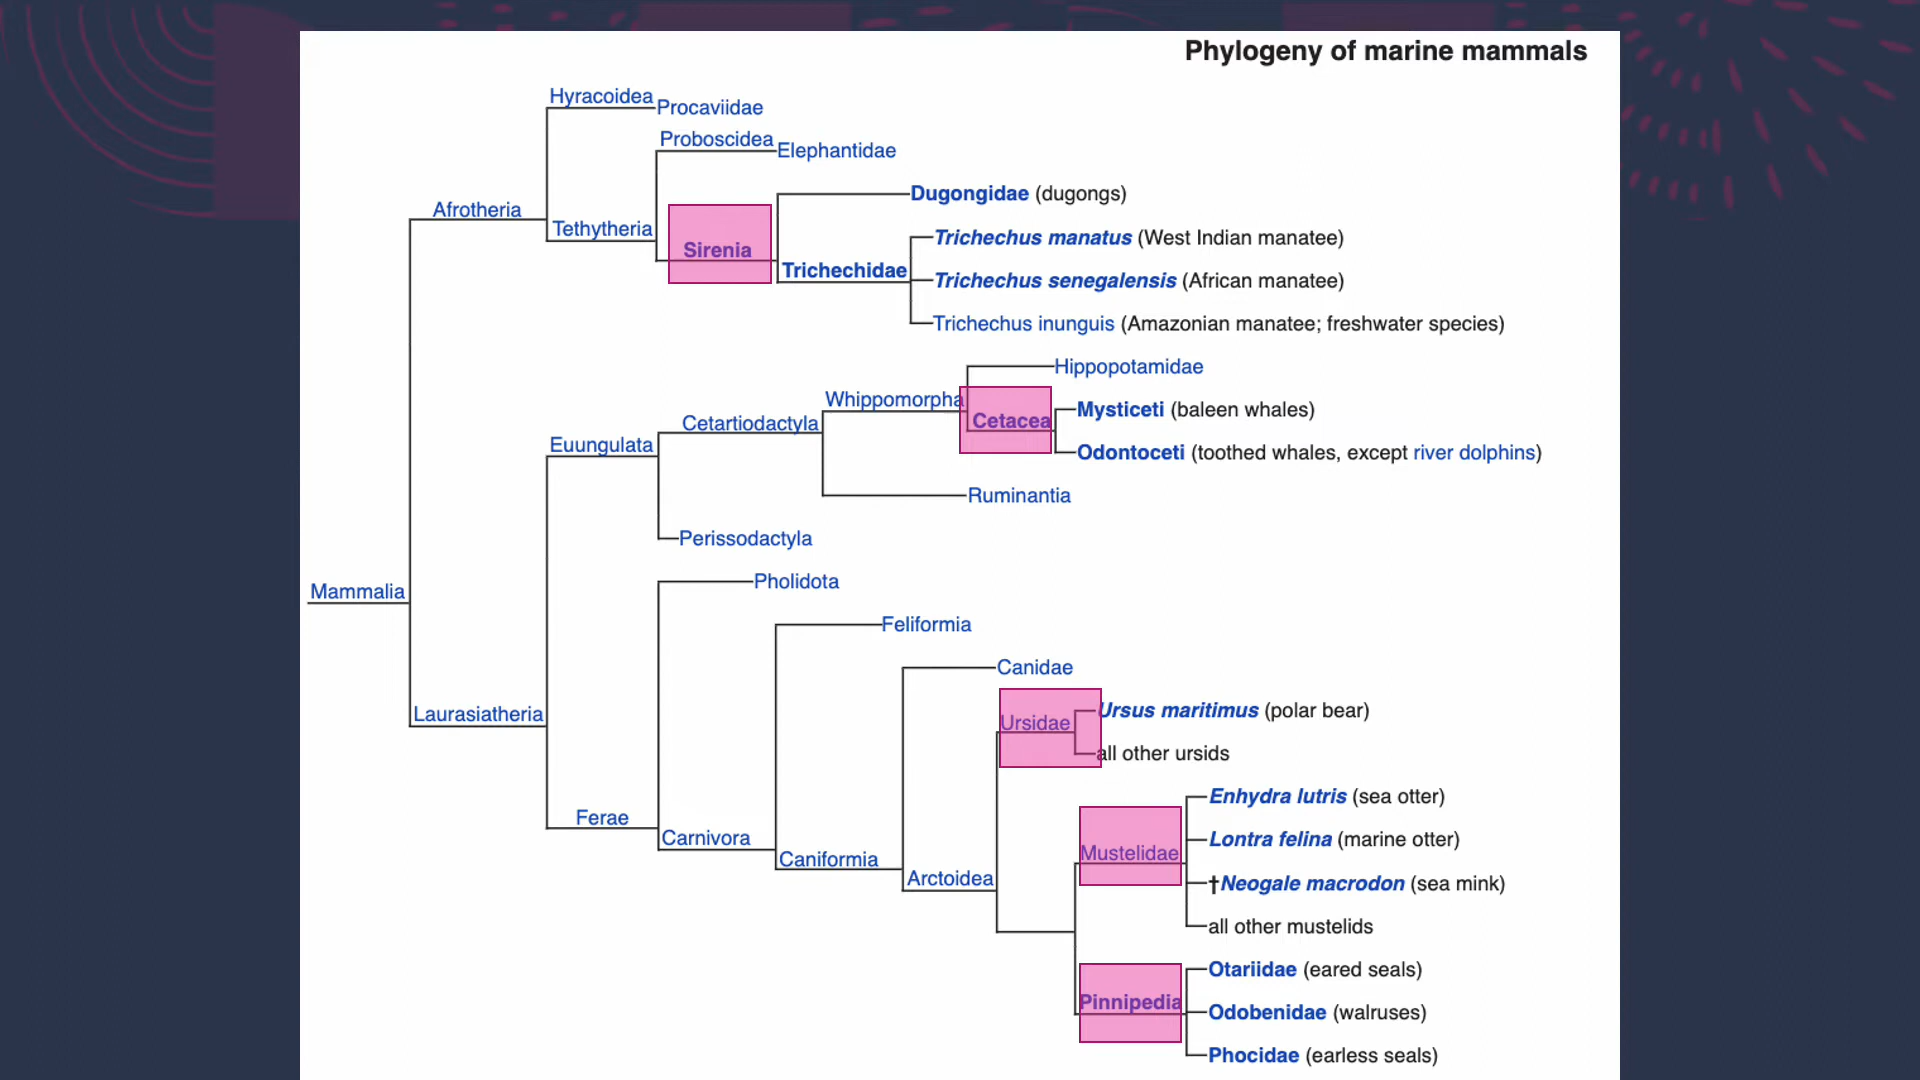 Phylogeny of marine mammals
Hyracoidea
Procaviidae
Proboscidea
Elephantidae
Dugongidae (dugongs)
Afrotheria
Tethytheria
Sirenia
Trichechus manatus (West Indian manatee)
Trichechidae
Trichechus senegalensis (African manatee)
Trichechus inunguis (Amazonian manatee; freshwater species)
Hippopotamidae
Whippomorpha
Cetacea
Mysticeti (baleen whales)
Cetartiodactyla
Euungulata
Odontoceti (toothed whales, except river dolphins)
Ruminantia
Perissodactyla
Mammalia
Pholidota
Feliformia
Canidae
Laurasiatheria
Ursidae
Ursus maritimus (polar bear)
all other ursids
Enhydra lutris (sea otter)
Ferae
Carnivora
Caniformia
Arctoidea
Mustelidae
Lontra felina (marine otter)
†Neogale macrodon (sea mink)
all other mustelids
Otariidae (eared seals)
Pinnipedia
Odobenidae (walruses)
Phocidae (earless seals)